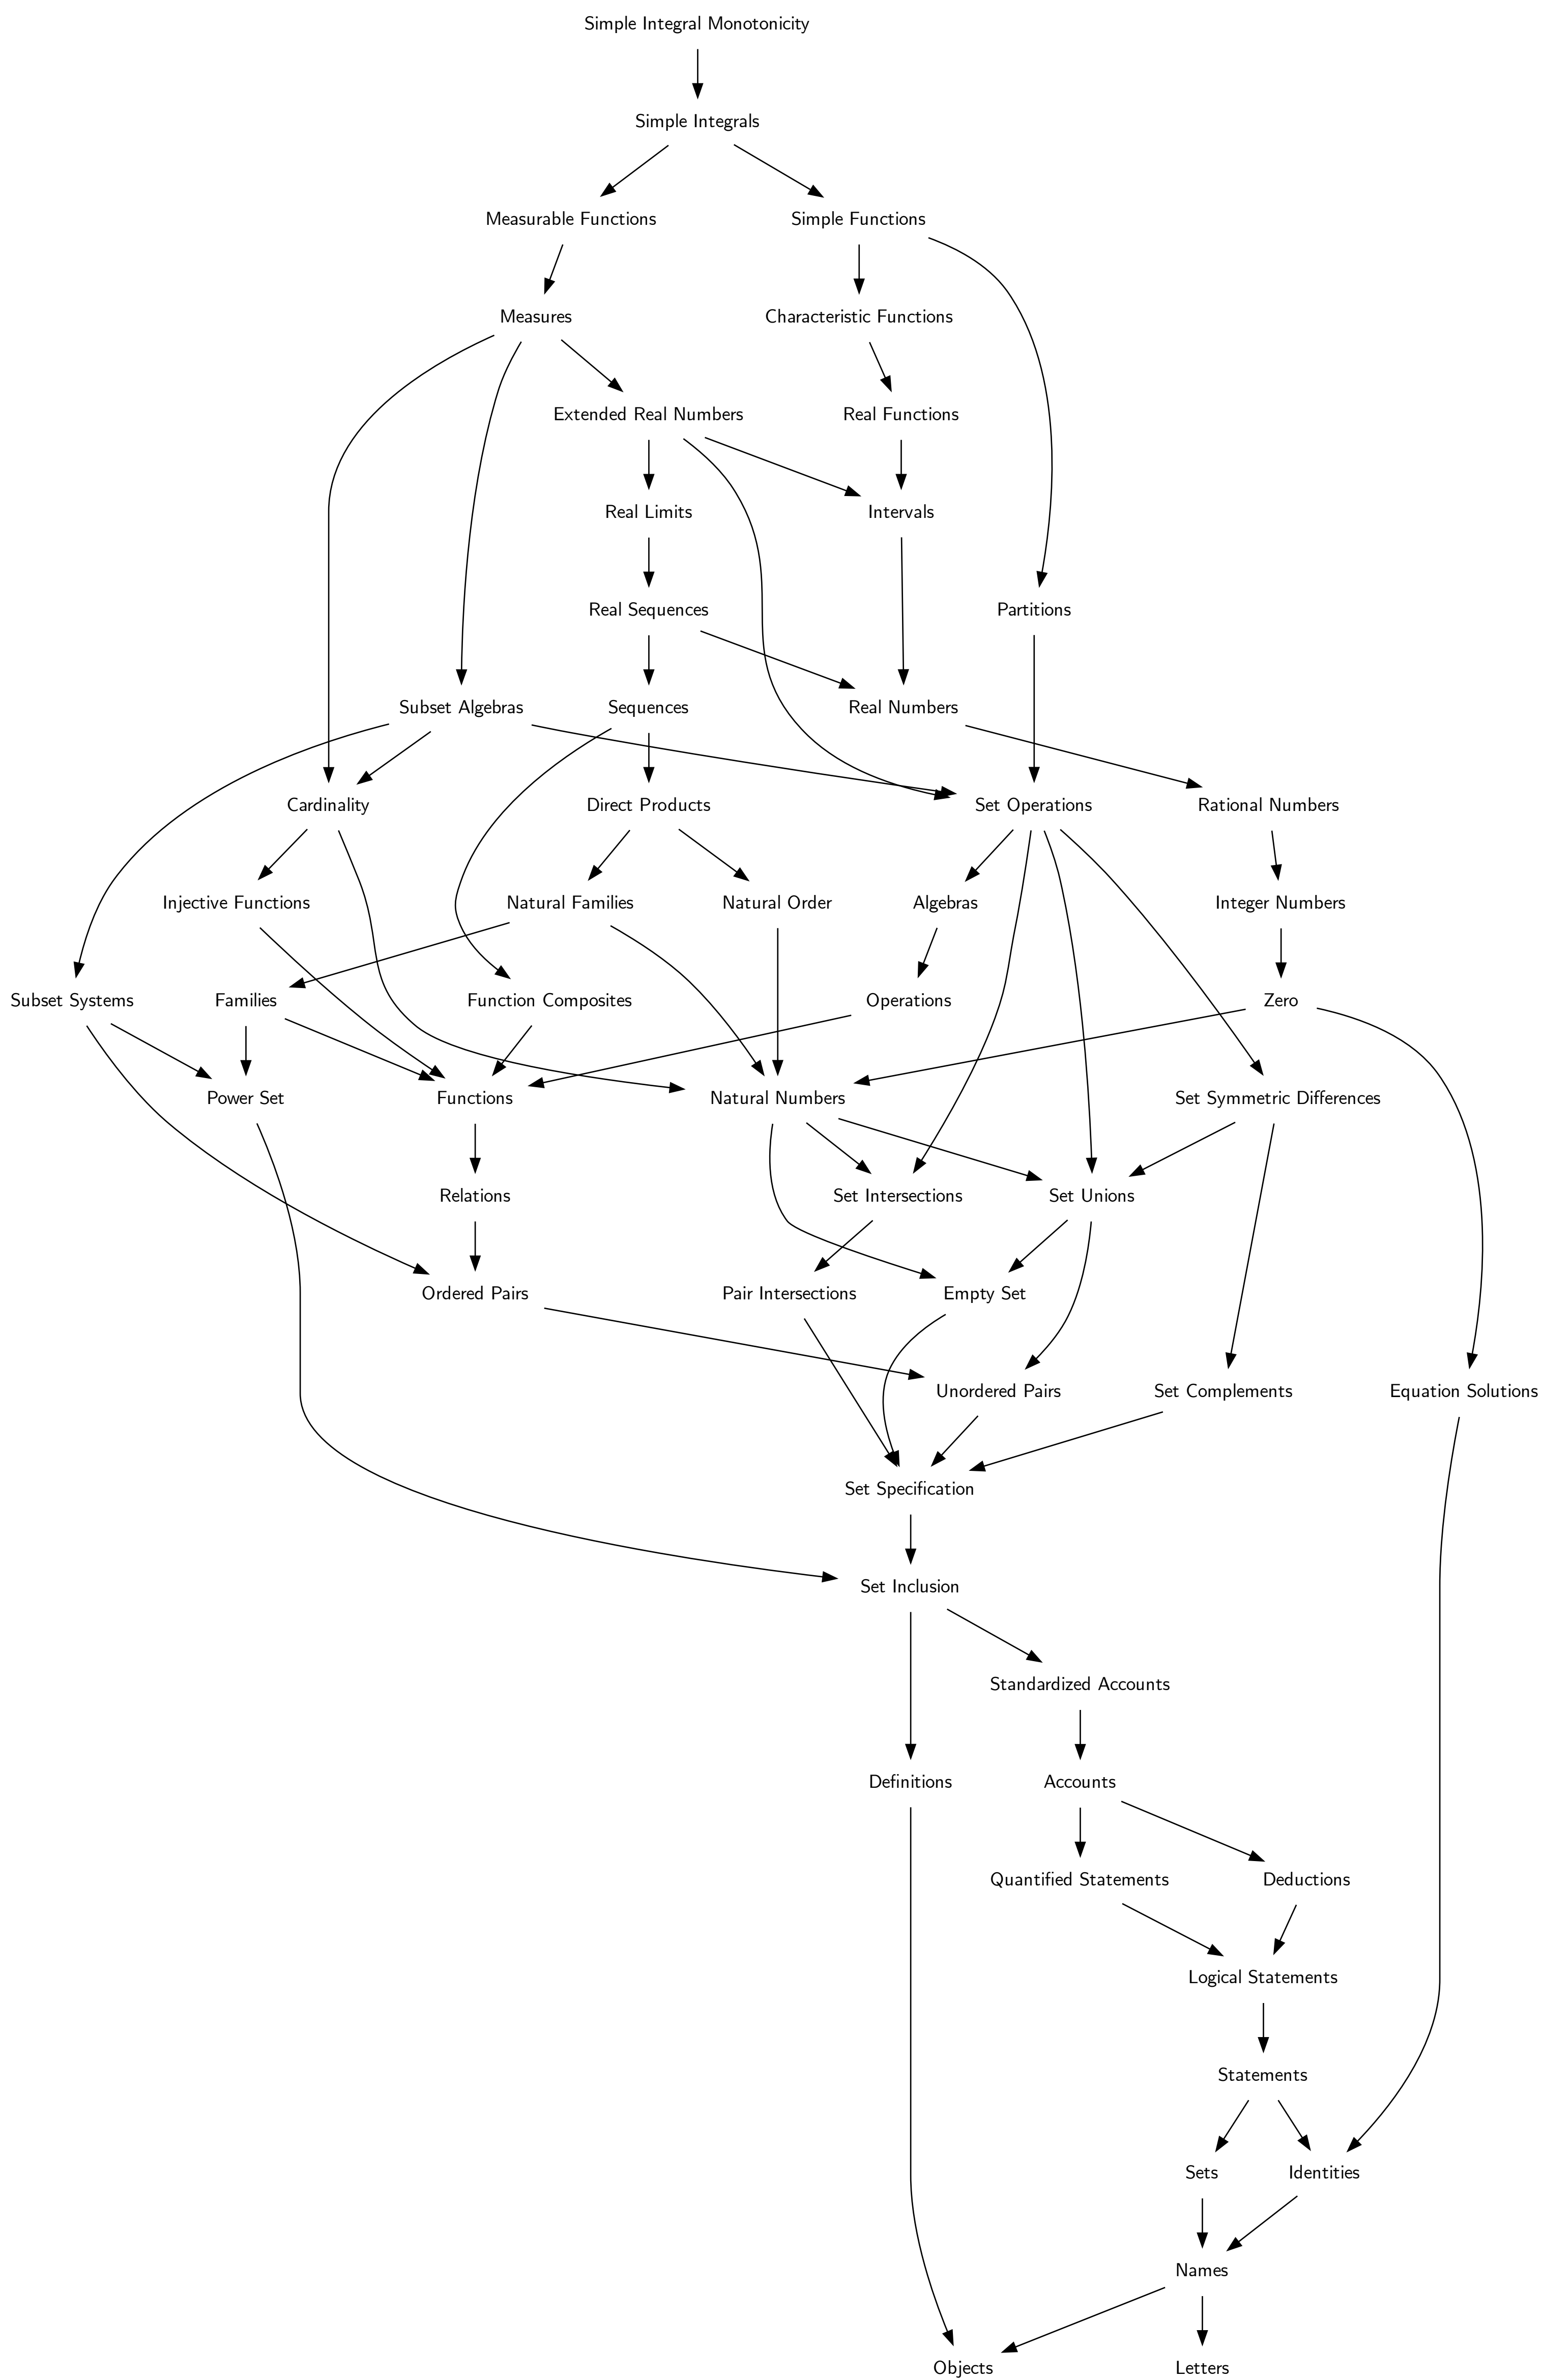 Simple Integral Monotonicity
Simple Integrals
Measurable Functions
Simple Functions
Measures
Characteristic Functions
Extended Real Numbers
Real Functions
Real Limits
Intervals
Real Sequences
Partitions
Subset Algebras
Sequences
Real Numbers
Cardinality
Direct Products
Set Operations
Rational Numbers
Injective Functions
Natural Families
Natural Order
Algebras
Integer Numbers
Subset Systems
Families
Function Composites
Operations
Zero
Power Set
Functions
Natural Numbers
Set Symmetric Differences
Relations
Set Intersections
Set Unions
Ordered Pairs
Pair Intersections
Empty Set
Unordered Pairs
Set Complements
Equation Solutions
Set Specification
Set Inclusion
Standardized Accounts
Definitions
Accounts
Quantified Statements
Deductions
Logical Statements
Statements
Sets
Identities
Names
Objects
Letters